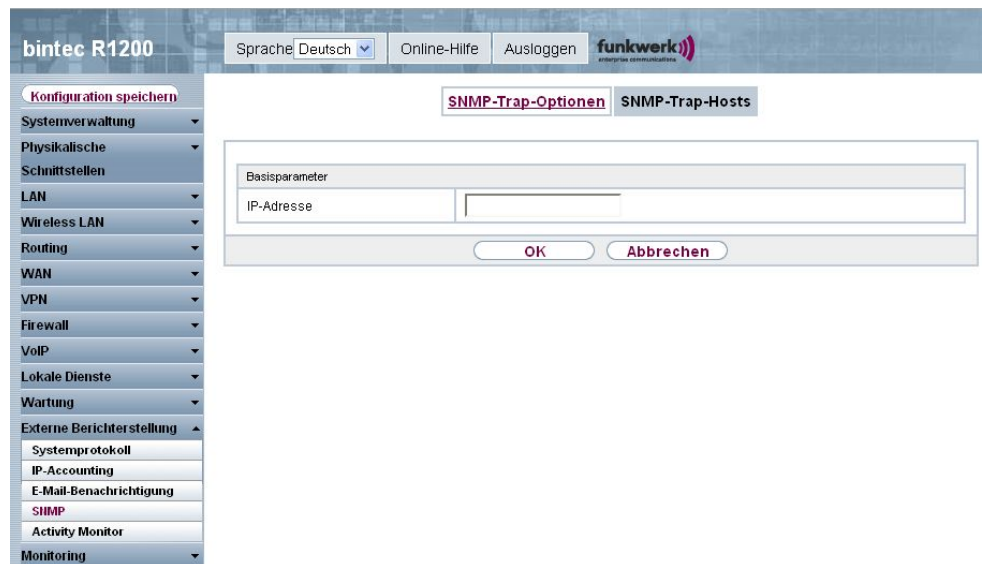 bintec R1200
Sprache Deutsch
Online-Hilfe
Ausloggen
funkwerk
enterprise communications
Konfiguration speichern
Systemverwaltung
Physikalische
Schnittstellen
LAN
Wireless LAN
Routing
WAN
VPN
Firewall
VoIP
Lokale Dienste
Wartung
Externe Berichterstellung
Systemprotokoll
IP-Accounting
E-Mail-Benachrichtigung
SNMP
Activity Monitor
Monitoring
SNMP-Trap-Optionen
SNMP-Trap-Hosts
Basisparameter
IP-Adresse
OK
Abbrechen